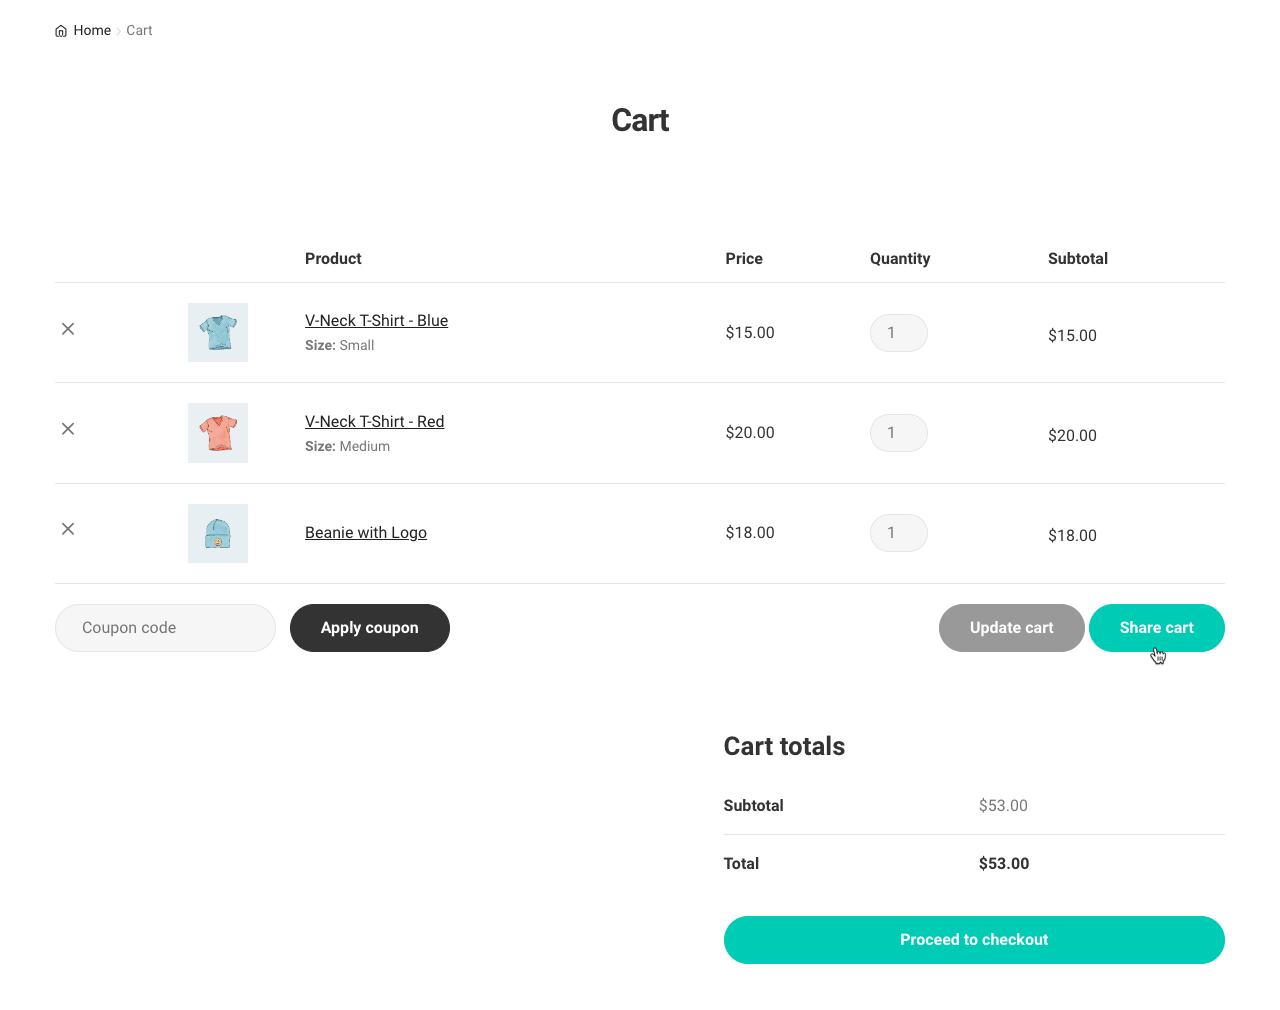 Home Cart
Cart
Product Price Quantity Subtotal
V-Neck T-Shirt - Blue
Size: Small
$15.00 1 $15.00
V-Neck T-Shirt - Red
Size: Medium
$20.00 1 $20.00
Beanie with Logo $18.00 1 $18.00
Coupon code Apply coupon Update cart Share cart
Cart totals
Subtotal $53.00
Total $53.00
Proceed to checkout